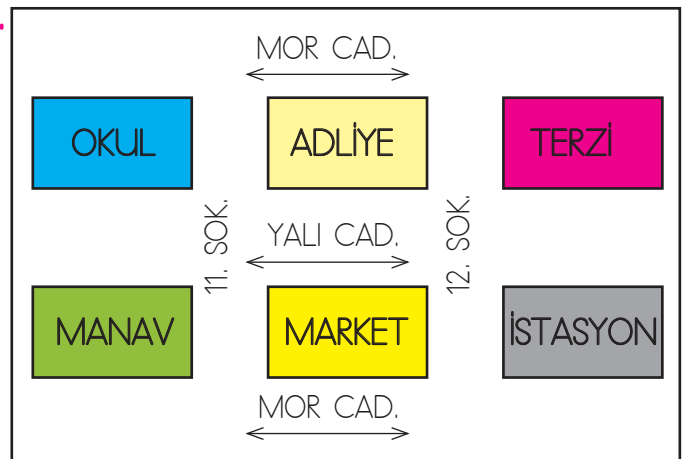 MOR CAD.
OKUL
ADLİYE
TERZİ
11. SOK.
YALI CAD.
12. SOK.
MANAV
MARKET
İSTASYON
MOR CAD.